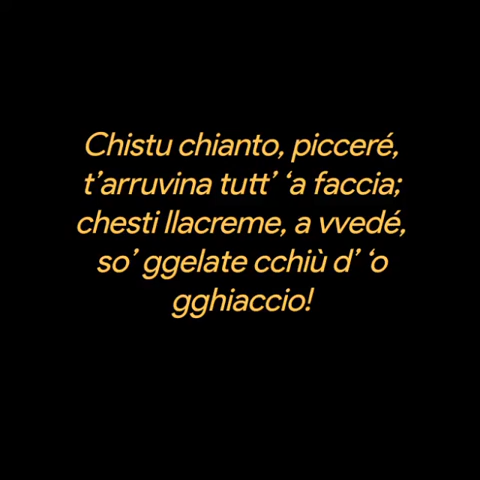 Chistu chianto, picceré,
t’arruvina tutt’ ‘a faccia;
chesti llacreme, a vvedé,
so’ ggelate cchiù d’ ‘o
gghiaccio!